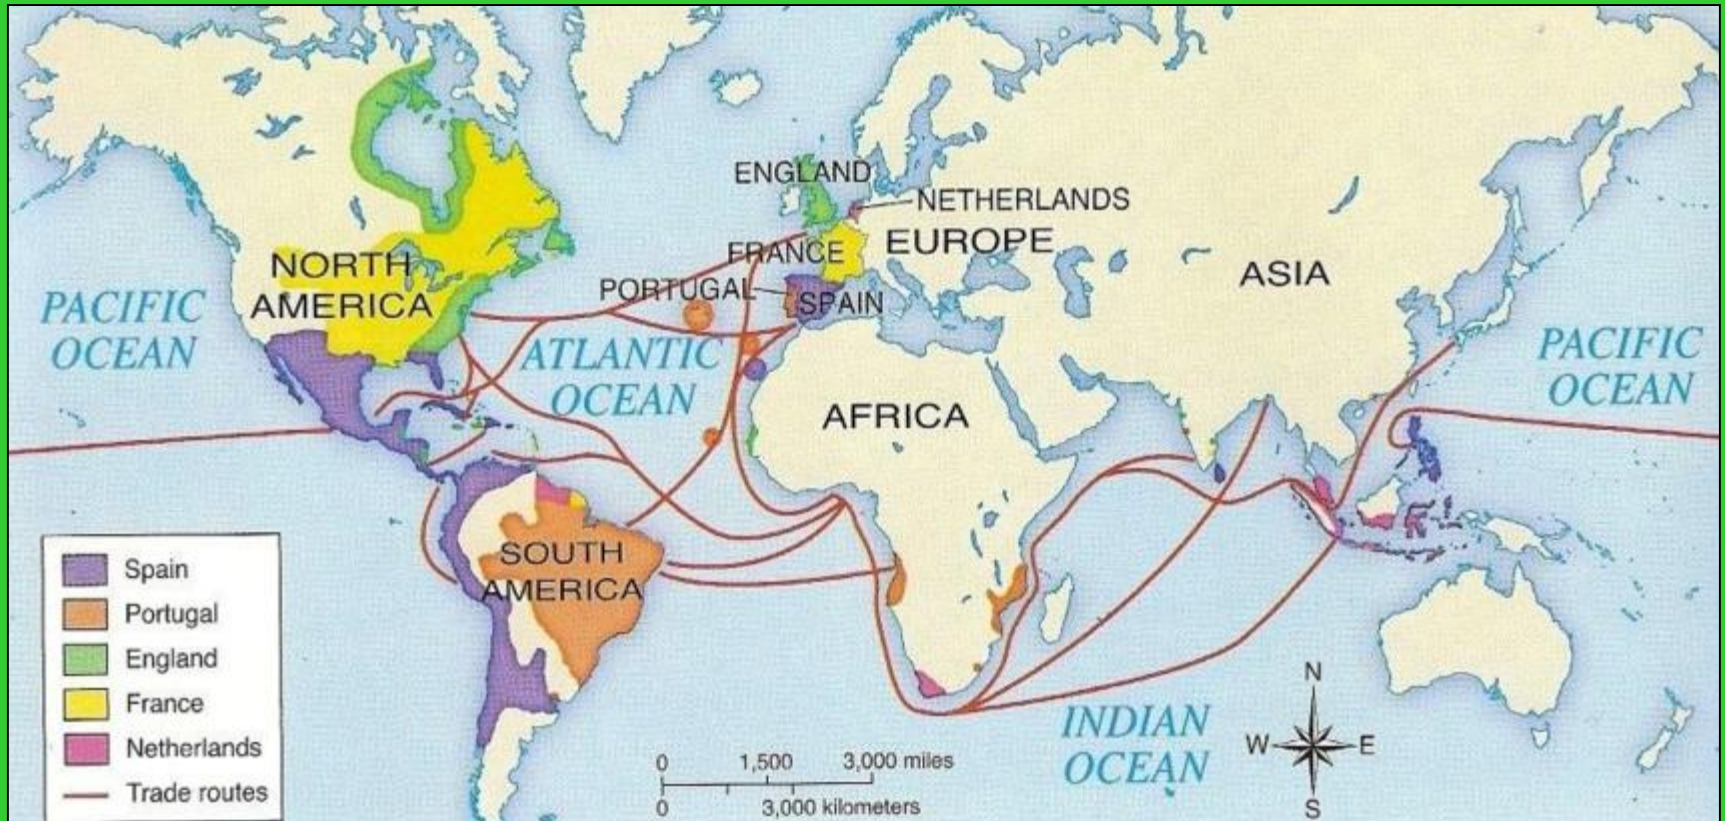 ENGLAND
NETHERLANDS
FRANCE
EUROPE
NORTH
AMERICA
ASIA
PORTUGAL
SPAIN
PACIFIC
OCEAN
ATLANTIC
OCEAN
PACIFIC
OCEAN
AFRICA
SOUTH
AMERICA
Spain
Portugal
England
France
Netherlands
Trade routes
0 1,500 3,000 miles
0 3,000 kilometers
INDIAN
OCEAN
N
W E
S